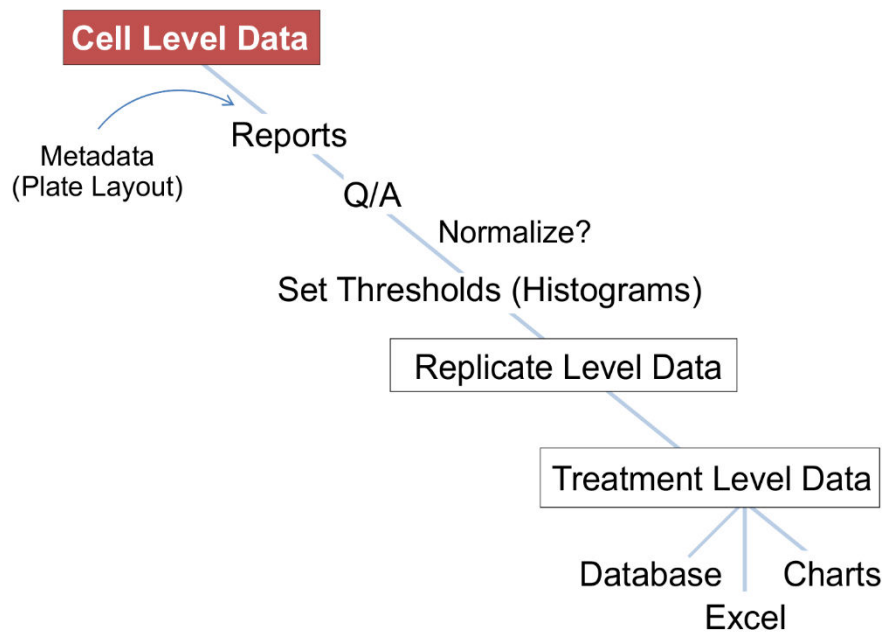 Cell Level Data
Reports
Metadata
(Plate Layout)
Q/A
Normalize?
Set Thresholds (Histograms)
Replicate Level Data
Treatment Level Data
Database
Charts
Excel